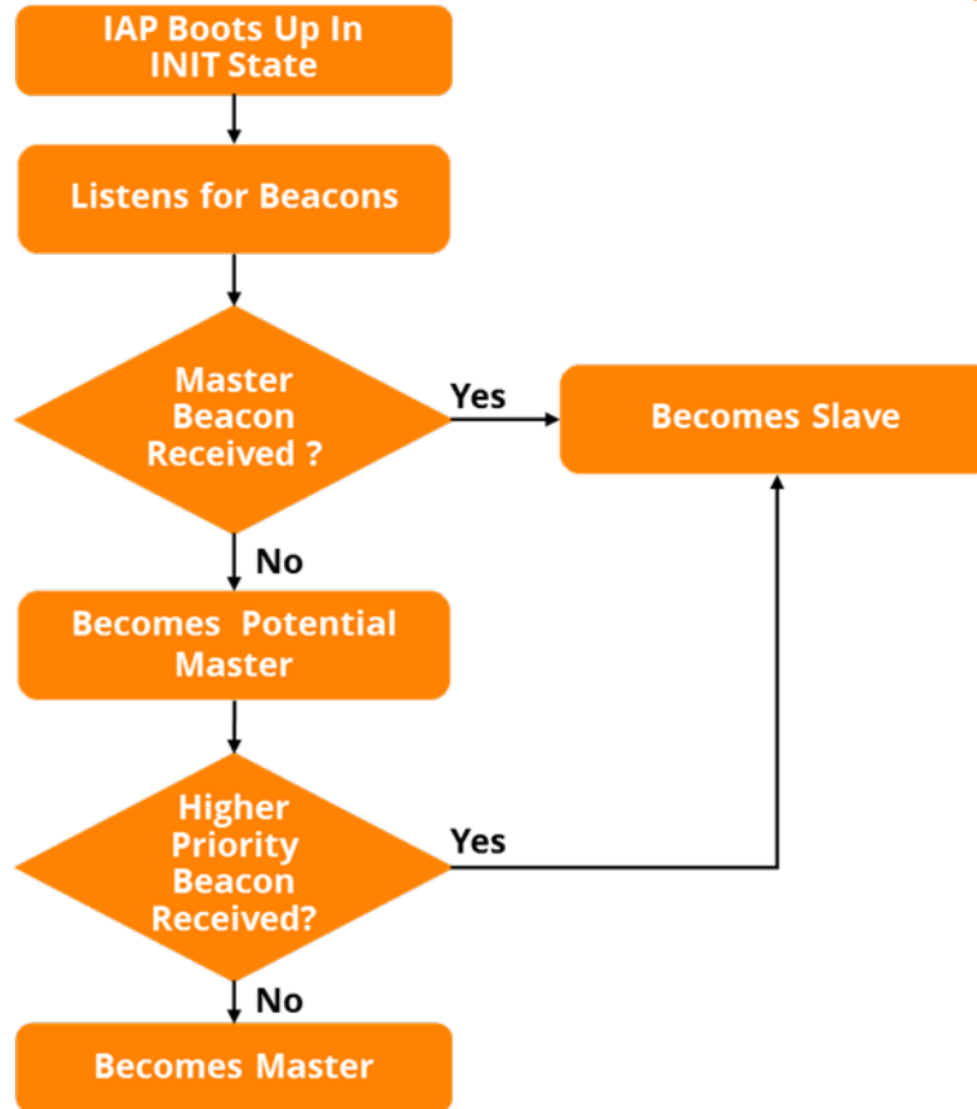 IAP Boots Up In
INIT State
Listens for Beacons
Master
Beacon
Received ?
Yes
Becomes Slave
No
Becomes Potential
Master
Higher
Priority
Beacon
Received?
Yes
No
Becomes Master